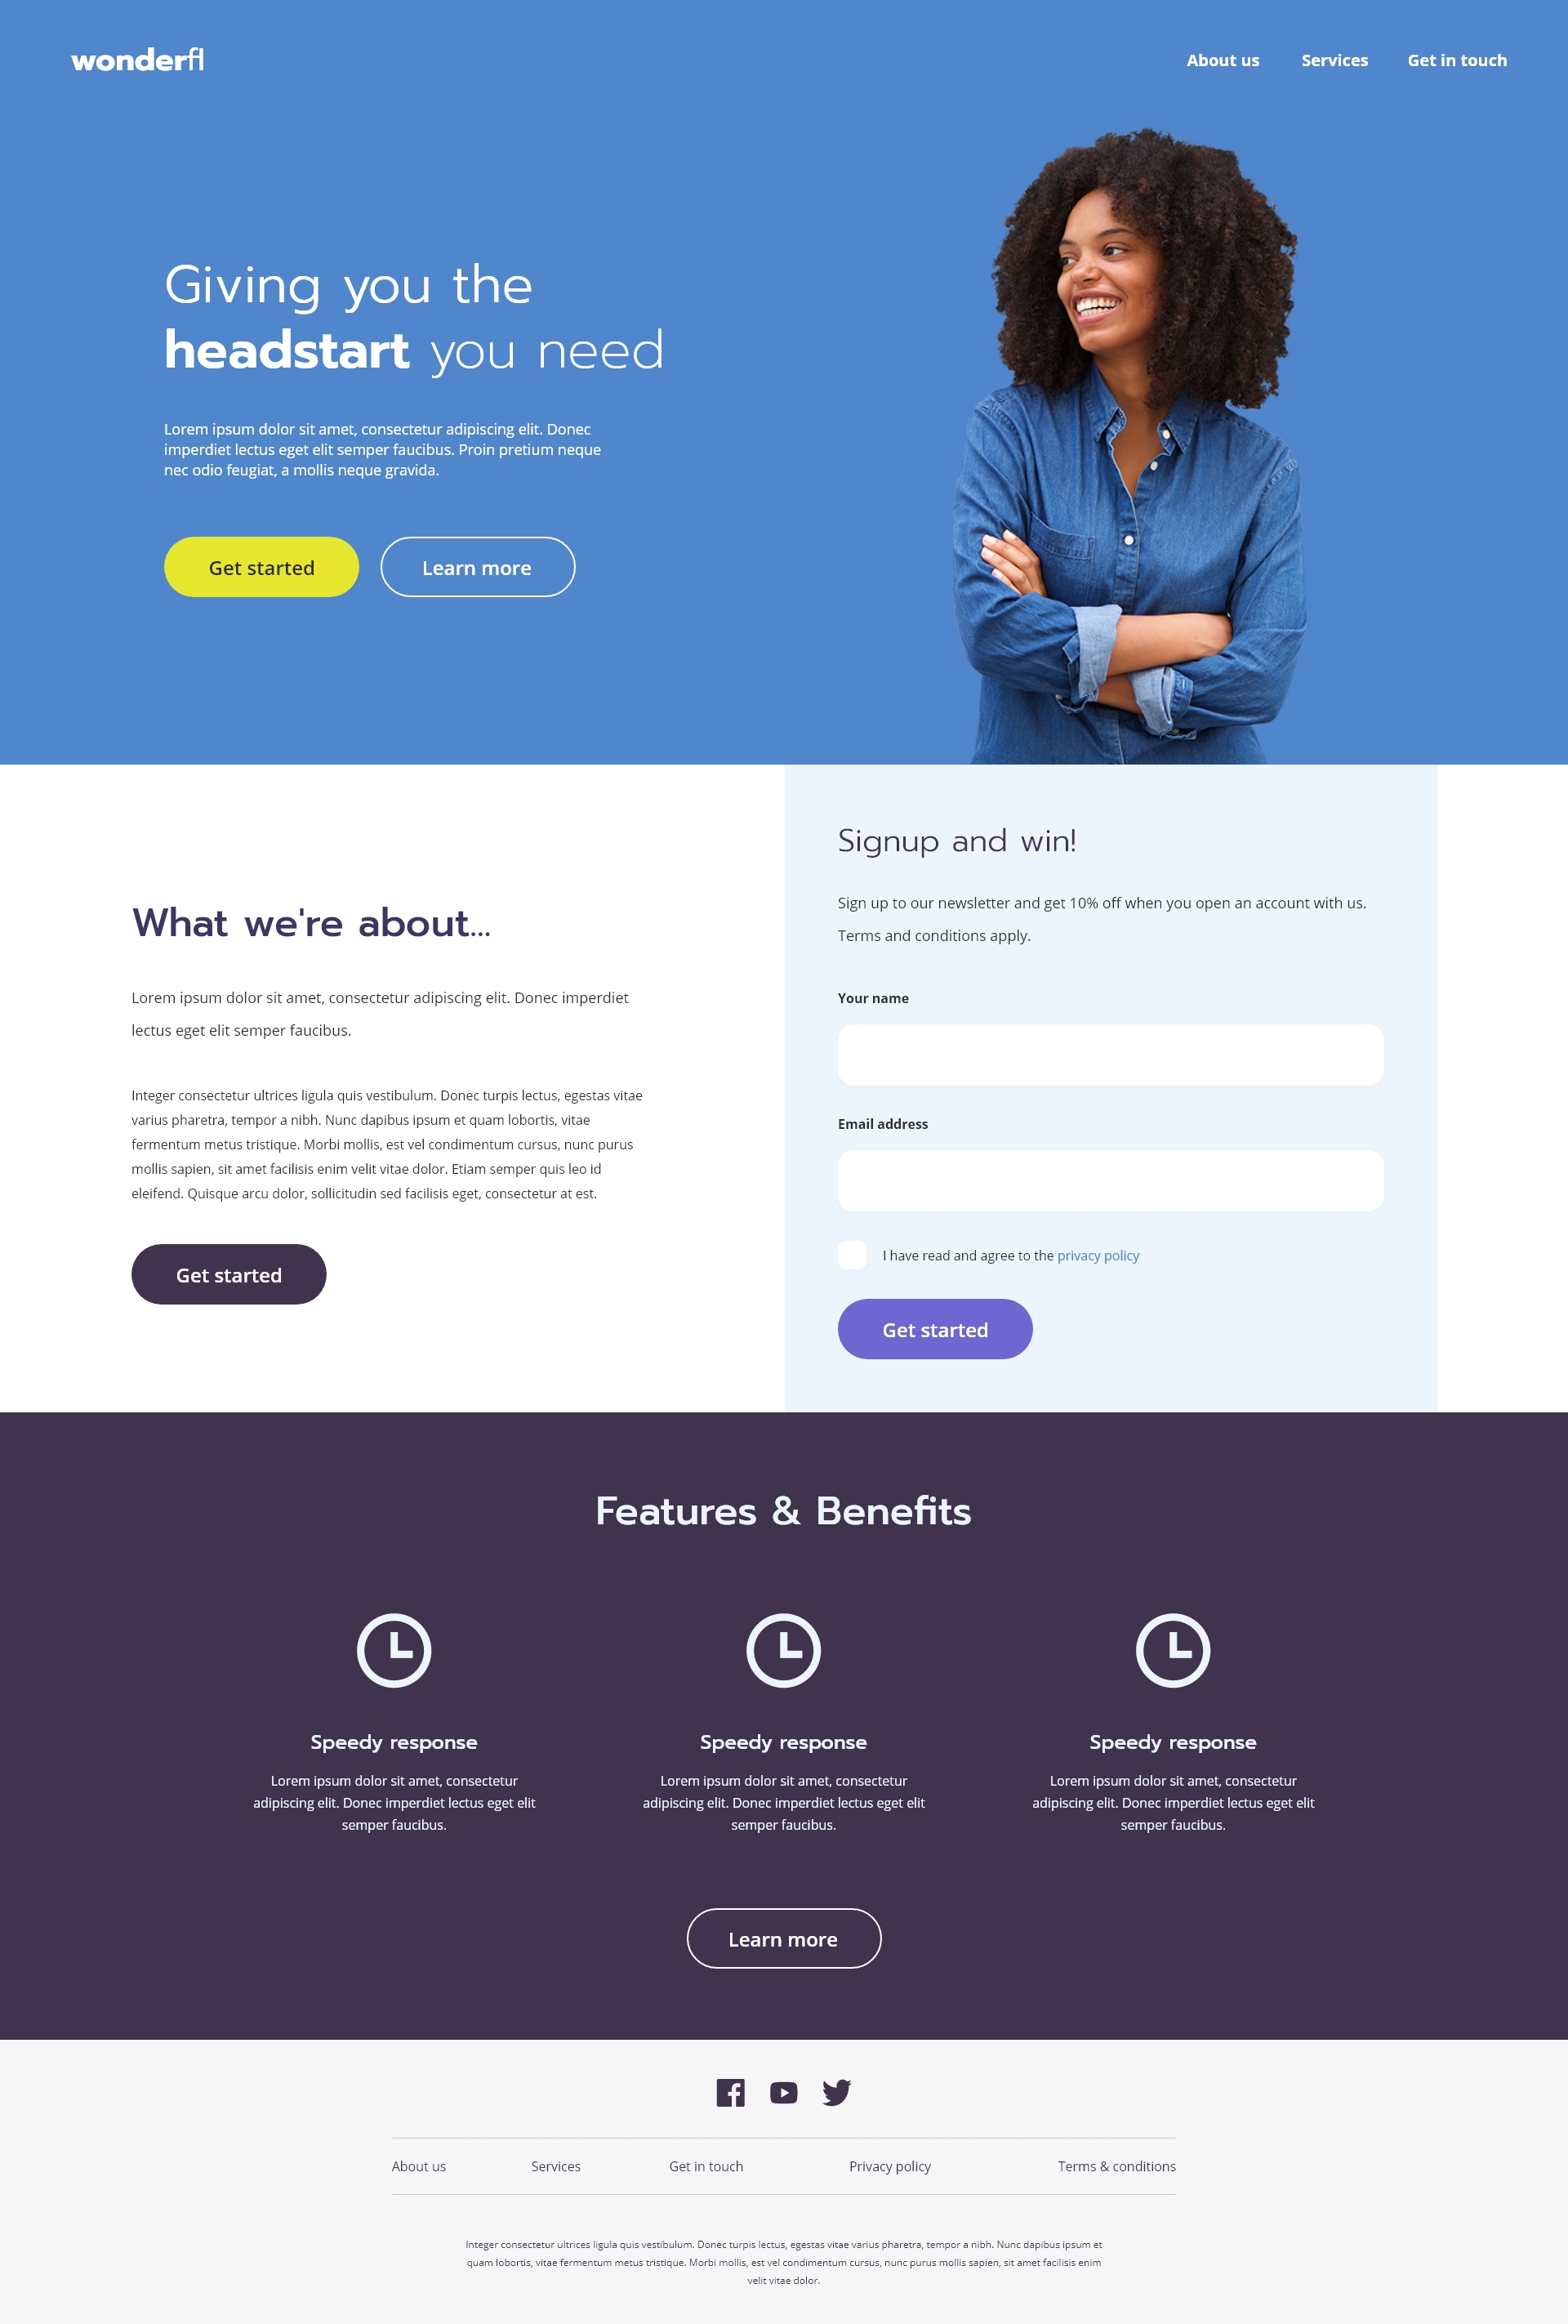 wonderfl
About us Services Get in touch
Giving you the
headstart you need
Lorem ipsum dolor sit amet, consectetur adipiscing elit. Donec
imperdiet lectus eget elit semper faucibus. Proin pretium neque
nec odio feugiat, a mollis neque gravida.
Get started Learn more
What we're about...
Lorem ipsum dolor sit amet, consectetur adipiscing elit. Donec imperdiet
lectus eget elit semper faucibus.
Integer consectetur ultrices ligula quis vestibulum. Donec turpis lectus, egestas vitae
varius pharetra, tempor a nibh. Nunc dapibus ipsum et quam lobortis, vitae
fermentum metus tristique. Morbi mollis, est vel condimentum cursus, nunc purus
mollis sapien, sit amet facilisis enim velit vitae dolor. Etiam semper quis leo id
eleifend. Quisque arcu dolor, sollicitudin sed facilisis eget, consectetur at est.
Get started
Signup and win!
Sign up to our newsletter and get 10% off when you open an account with us.
Terms and conditions apply.
Your name
Email address
I have read and agree to the privacy policy
Get started
Features & Benefits
Speedy response
Lorem ipsum dolor sit amet, consectetur
adipiscing elit. Donec imperdiet lectus eget elit
semper faucibus.
Speedy response
Lorem ipsum dolor sit amet, consectetur
adipiscing elit. Donec imperdiet lectus eget elit
semper faucibus.
Speedy response
Lorem ipsum dolor sit amet, consectetur
adipiscing elit. Donec imperdiet lectus eget elit
semper faucibus.
Learn more
About us Services Get in touch Privacy policy Terms & conditions
Integer consectetur ultrices ligula quis vestibulum. Donec turpis lectus, egestas vitae varius pharetra, tempor a nibh. Nunc dapibus ipsum et
quam lobortis, vitae fermentum metus tristique. Morbi mollis, est vel condimentum cursus, nunc purus mollis sapien, sit amet facilisis enim
velit vitae dolor.